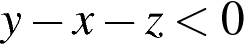 y − x − z < 0